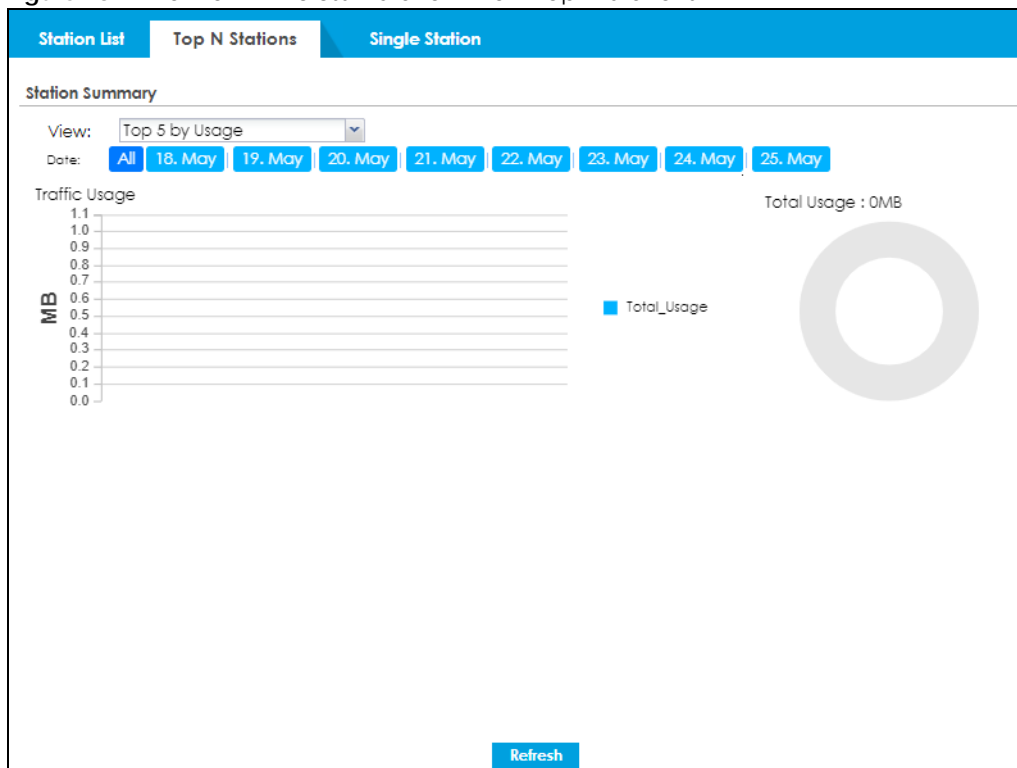 Station List Top N Stations Single Station
Station Summary
View: Top 5 by Usage
Date: All 18. May 19. May 20. May 21. May 22. May 23. May 24. May 25. May
Traffic Usage
Total Usage : 0MB
1.1
1.0
0.9
0.8
0.7
0.6
0.5
0.4
0.3
0.2
0.1
0.0
MB
Total_Usage
Refresh